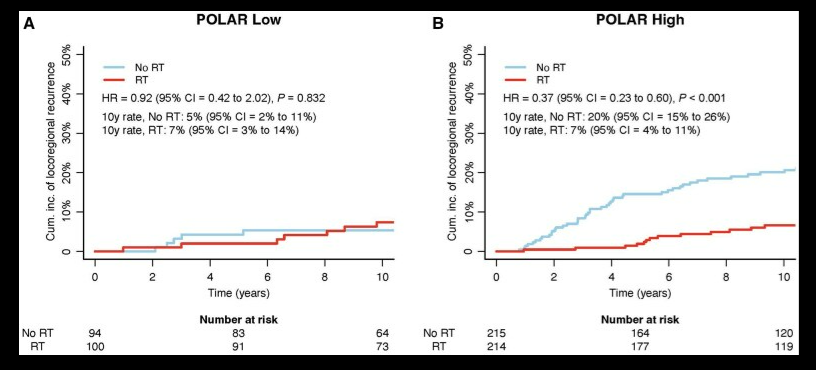 A
POLAR Low
Cum. inc. of locoregional recurrence
50%
40%
30%
20%
10%
0
No RT
RT
HR = 0.92 (95% CI = 0.42 to 2.02), P = 0.832
10y rate, No RT: 5% (95% CI = 2% to 11%)
10y rate, RT: 7% (95% CI = 3% to 14%)
0 2 4 6 8 10
Time (years)
Number at risk
No RT 94 83 64
RT 100 91 73
B
POLAR High
Cum. inc. of locoregional recurrence
50%
40%
30%
20%
10%
0
No RT
RT
HR = 0.37 (95% CI = 0.23 to 0.60), P < 0.001
10y rate, No RT: 20% (95% CI = 15% to 26%)
10y rate, RT: 7% (95% CI = 4% to 11%)
0 2 4 6 8 10
Time (years)
Number at risk
No RT 215 164 120
RT 214 177 119